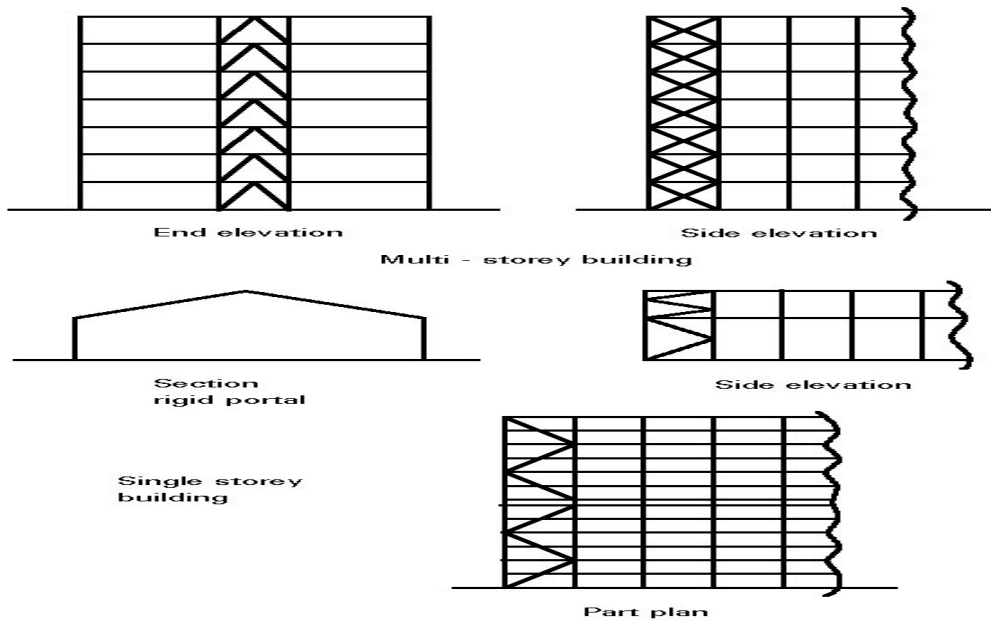 End elevation
Side elevation
Multi - storey building
Section
rigid portal
Side elevation
Single storey
building
Part plan